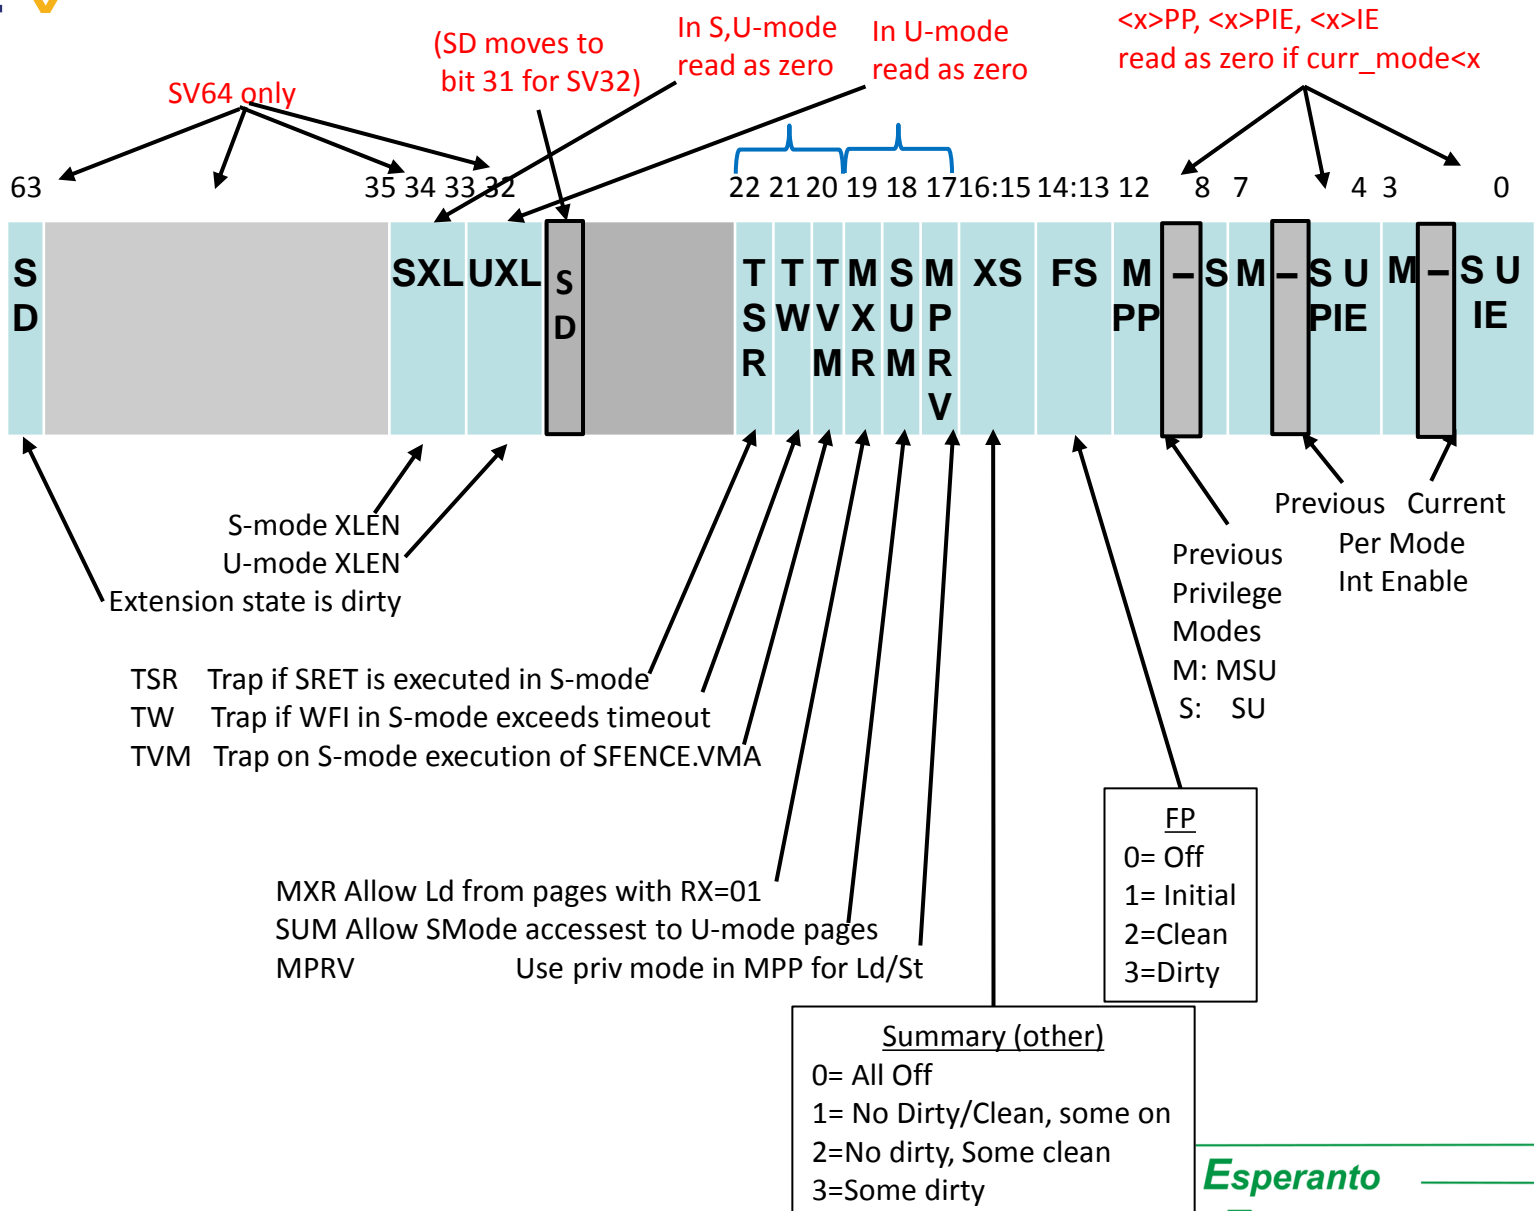 (SD moves to
bit 31 for SV32)
In S,U-mode
read as zero
In U-mode
read as zero
<x>PP, <x>PIE, <x>IE
read as zero if curr_mode<x
SV64 only
63 35 34 33 32 22 21 20 19 18 17 16:15 14:13 12 8 7 4 3 0
S
D
SXL
UXL
S
D
T
S
R
T
W
T
V
M
M
X
R
S
U
M
M
P
R
V
XS
FS
M
PP
–
S
M
–
S U
PIE
M
–
S U
IE
S-mode XLEN
U-mode XLEN
Extension state is dirty
Previous
Privilege
Modes
M: MSU
S: SU
Previous Current
Per Mode
Int Enable
TSR Trap if SRET is executed in S-mode
TW Trap if WFI in S-mode exceeds timeout
TVM Trap on S-mode execution of SFENCE.VMA
MXR Allow Ld from pages with RX=01
SUM Allow SMode accessest to U-mode pages
MPRV Use priv mode in MPP for Ld/St
FP
0= Off
1= Initial
2=Clean
3=Dirty
Summary (other)
0= All Off
1= No Dirty/Clean, some on
2=No dirty, Some clean
3=Some dirty
Esperanto